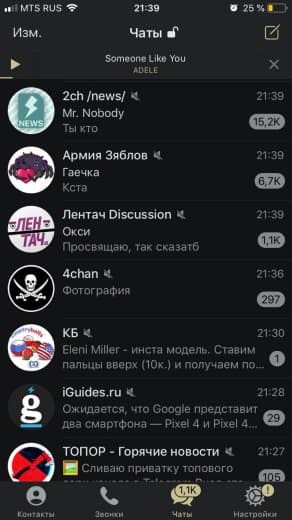 MTS RUS 21:39 25 %
Изм. Чаты
Someone Like You
ADELE
2ch /news/ 21:39
Mr. Nobody
Ты кто 15,2K
NEWS
Армия Зяблов 21:39
Гаечка
Кста 6,7K
Лентач Discussion 21:39
Окси
Просвящаю, так сказатб 1,1K
ЛЕН
ТАЧ
4chan 21:36
Фотография 297
КБ 21:30
Eleni Miller - инста модель. Ставим
пальцы вверх (10к.) и получаем по... 1
countryballs
iGuides.ru 21:28
Ожидается, что Google представит
два смартфона — Pixel 4 и Pixel 4... 29
g
ТОПОР - Горячие новости 21:27
Сливаю приватку топового
105
1,1K
Контакты Звонки Чаты Настройки